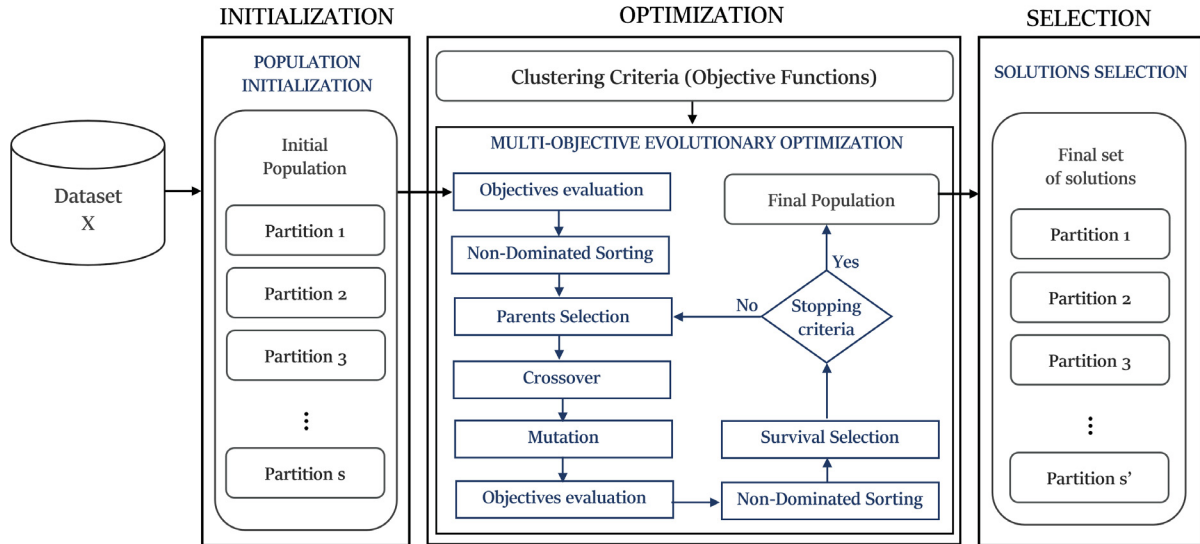 INITIALIZATION
OPTIMIZATION
SELECTION
Dataset
X
POPULATION
INITIALIZATION
Initial
Population
Partition 1
Partition 2
Partition 3
⋮
Partition s
Clustering Criteria (Objective Functions)
MULTI-OBJECTIVE EVOLUTIONARY OPTIMIZATION
Objectives evaluation
Non-Dominated Sorting
Parents Selection
Crossover
Mutation
Objectives evaluation
Non-Dominated Sorting
Survival Selection
Stopping
criteria
No
Yes
Final Population
SOLUTIONS SELECTION
Final set
of solutions
Partition 1
Partition 2
Partition 3
⋮
Partition s’